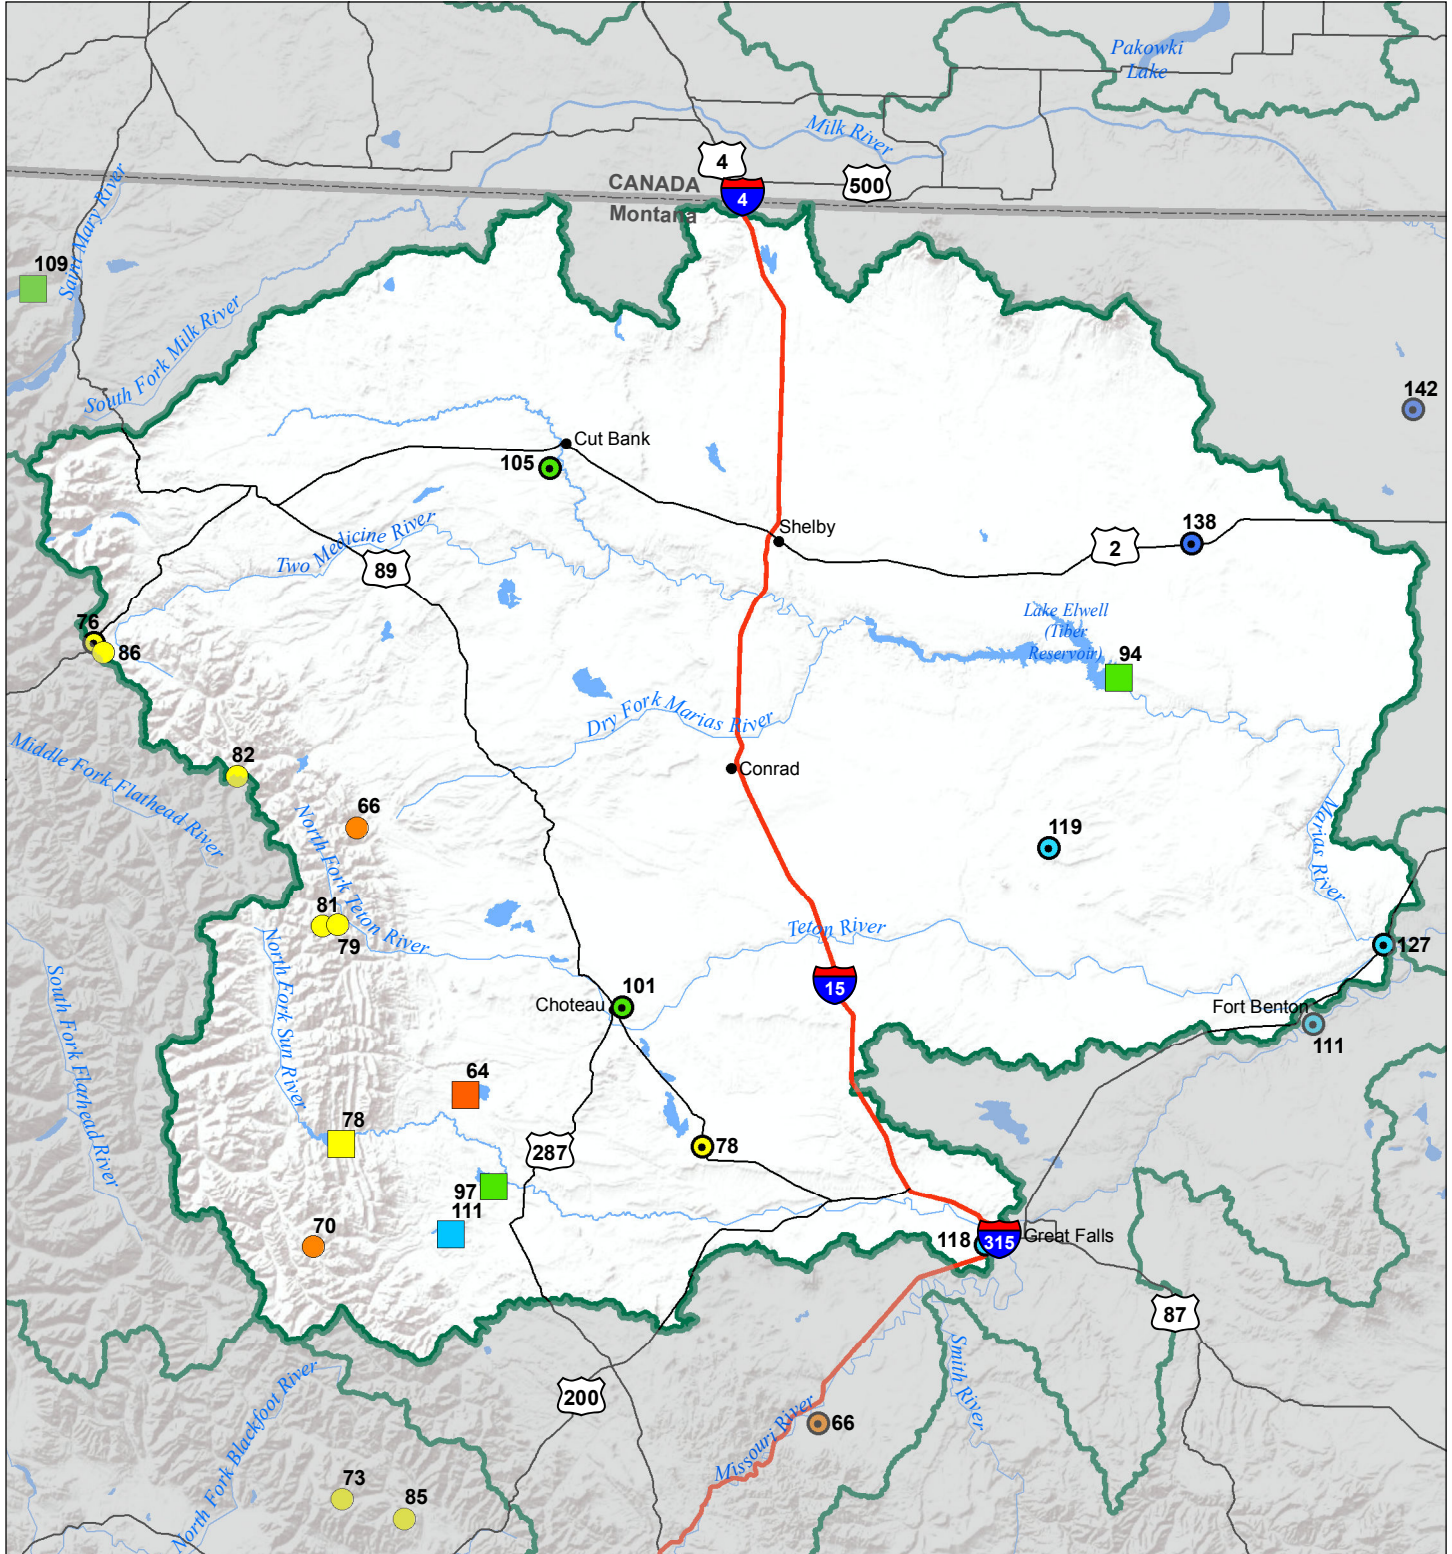 Pakowki
Lake
Milk River
4
500
CANADA
4
Montana
Saint Mary River
109
South Fork Milk River
142
Cut Bank
105
138
Shelby
2
Two Medicine River
89
Lake Elwell
(Tiber
Reservoir)
76
86
94
Dry Fork Marias River
Middle Fork Flathead River
82
Conrad
66
North Fork Teton River
119
Marias River
81
79
Teton River
127
North Fork Sun River
South Fork Flathead River
15
101
Choteau
Fort Benton
111
64
78
287
78
97
111
70
118
315
Great Falls
87
Smith River
200
North Fork Blackfoot River
Missouri River
66
73
85